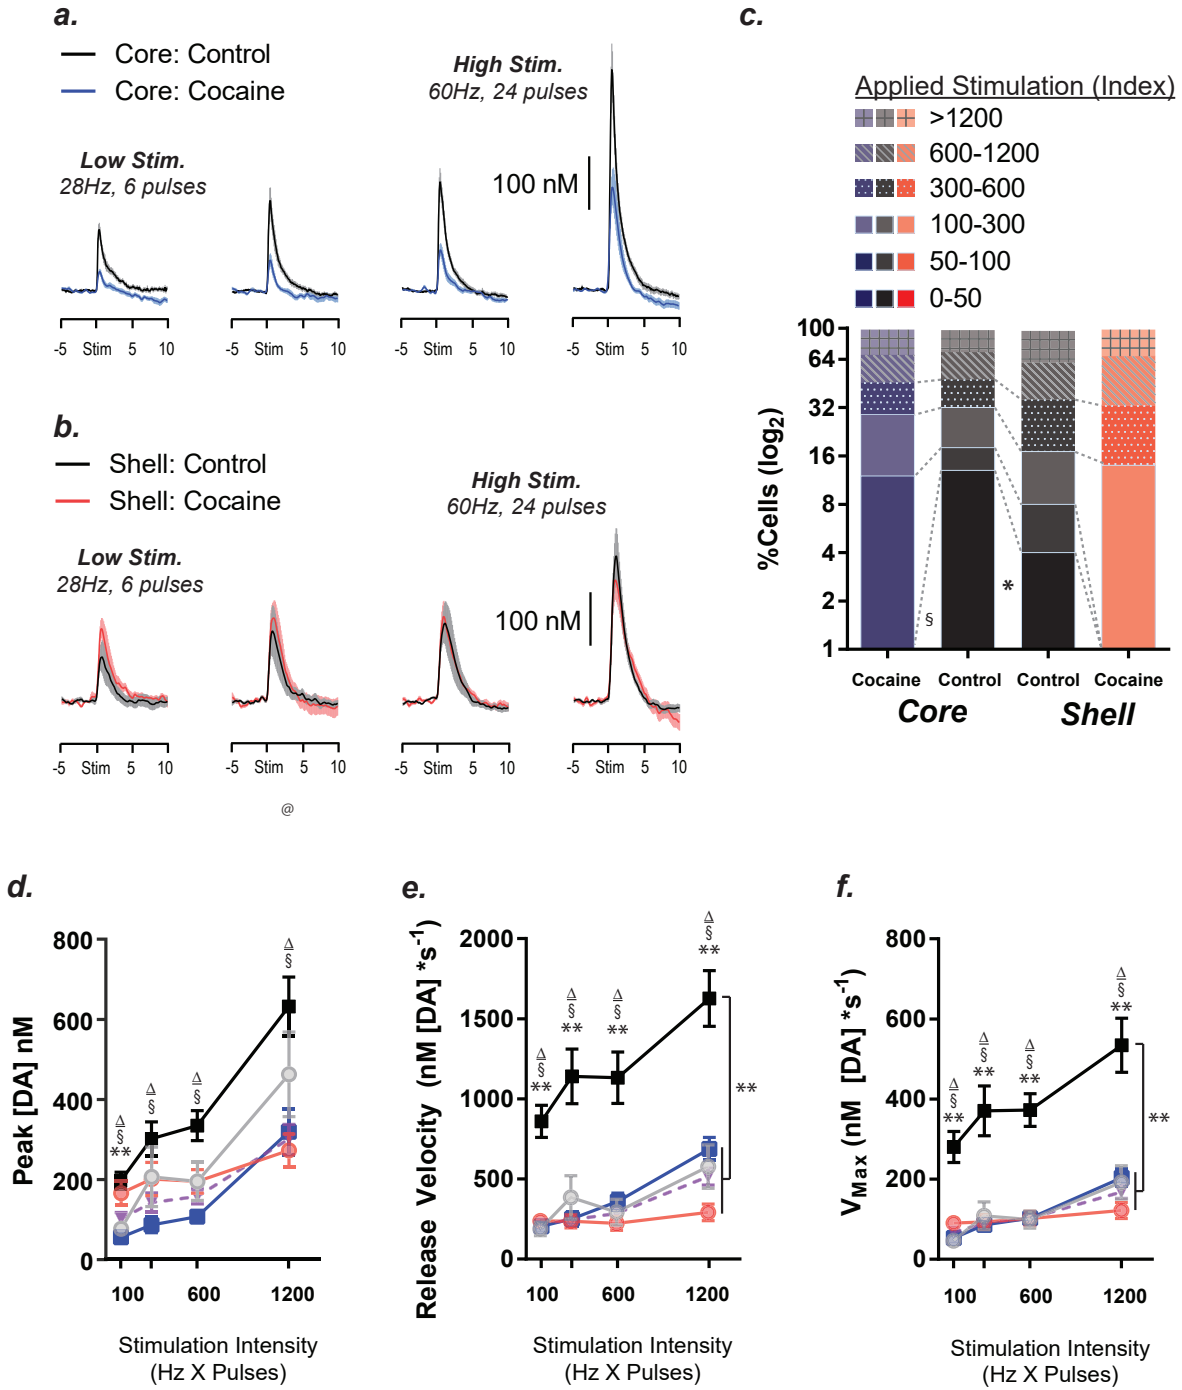 a.
Core: Control
Core: Cocaine
Low Stim.
28Hz, 6 pulses
High Stim.
60Hz, 24 pulses
100 nM
-5 Stim 5 10
-5 Stim 5 10
-5 Stim 5 10
-5 Stim 5 10
b.
Shell: Control
Shell: Cocaine
Low Stim.
28Hz, 6 pulses
High Stim.
60Hz, 24 pulses
100 nM
-5 Stim 5 10
-5 Stim 5 10
-5 Stim 5 10
-5 Stim 5 10
@
c.
Applied Stimulation (Index)
>1200
600-1200
300-600
100-300
50-100
0-50
%Cells (log2)
100
64
32
16
8
4
2
1
§
*
Cocaine Control Control Cocaine
Core Shell
d.
Peak [DA] nM
800
600
400
200
0
Δ
§
**
Δ
§
Δ
§
Δ
§
100 600 1200
Stimulation Intensity
(Hz X Pulses)
e.
Release Velocity (nM [DA] *s-1)
2000
1500
1000
500
0
Δ
§
**
Δ
§
**
Δ
§
**
Δ
§
**
**
100 600 1200
Stimulation Intensity
(Hz X Pulses)
f.
VMax (nM [DA] *s-1)
800
600
400
200
0
Δ
§
**
Δ
§
**
Δ
§
**
Δ
§
**
**
100 600 1200
Stimulation Intensity
(Hz X Pulses)